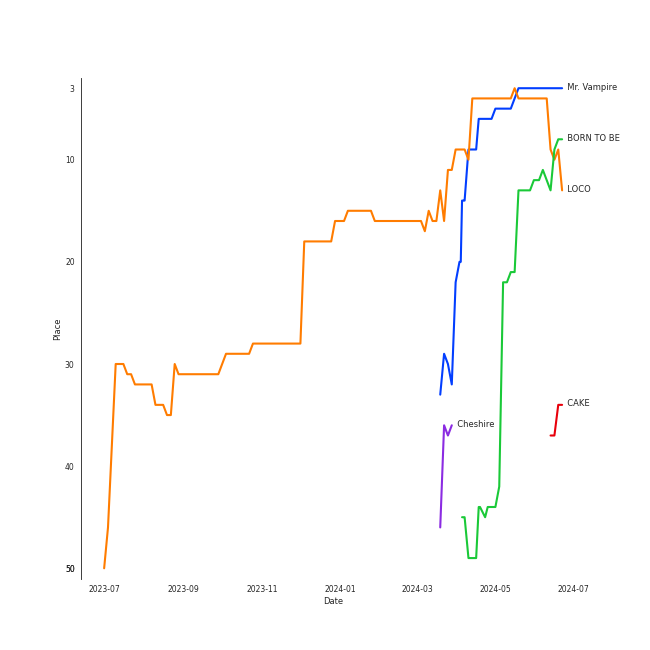 3
Mr. Vampire
BORN TO BE
10
LOCO
20
Place
30
CAKE
Cheshire
40
50
2023-07
2023-09
2023-11
2024-01
2024-03
2024-05
2024-07
Date